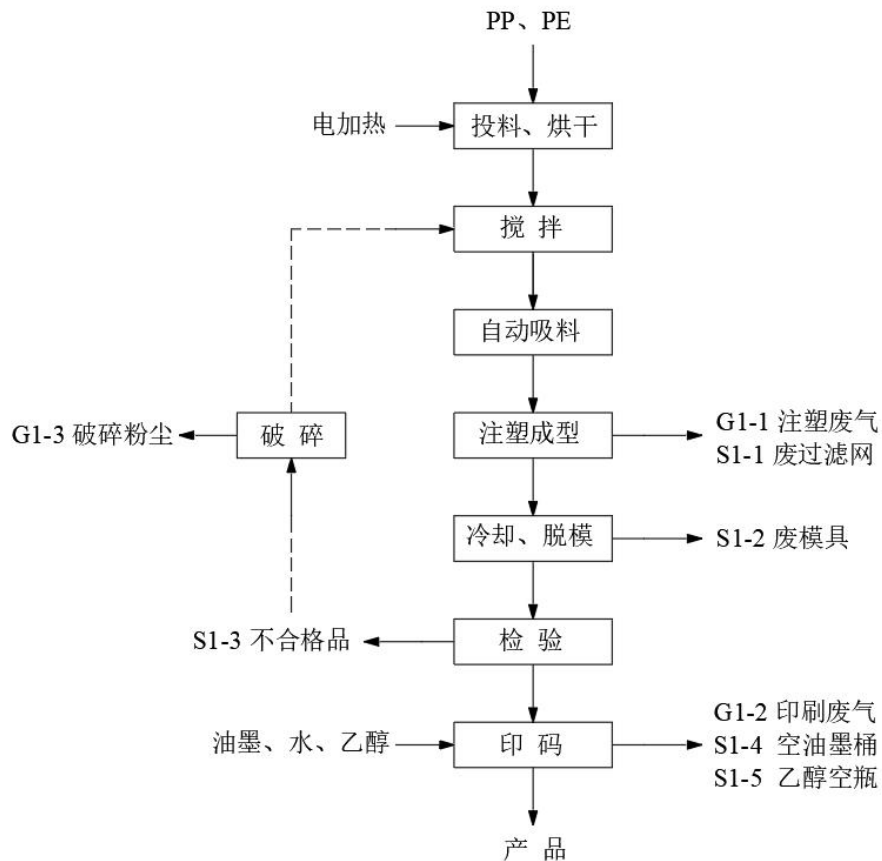 PP、PE
电加热
投料、烘干
搅 拌
自动吸料
G1-3 破碎粉尘
破 碎
注塑成型
G1-1 注塑废气
S1-1 废过滤网
冷却、脱模
S1-2 废模具
S1-3 不合格品
检 验
油墨、水、乙醇
印 码
G1-2 印刷废气
S1-4 空油墨桶
S1-5 乙醇空瓶
产 品